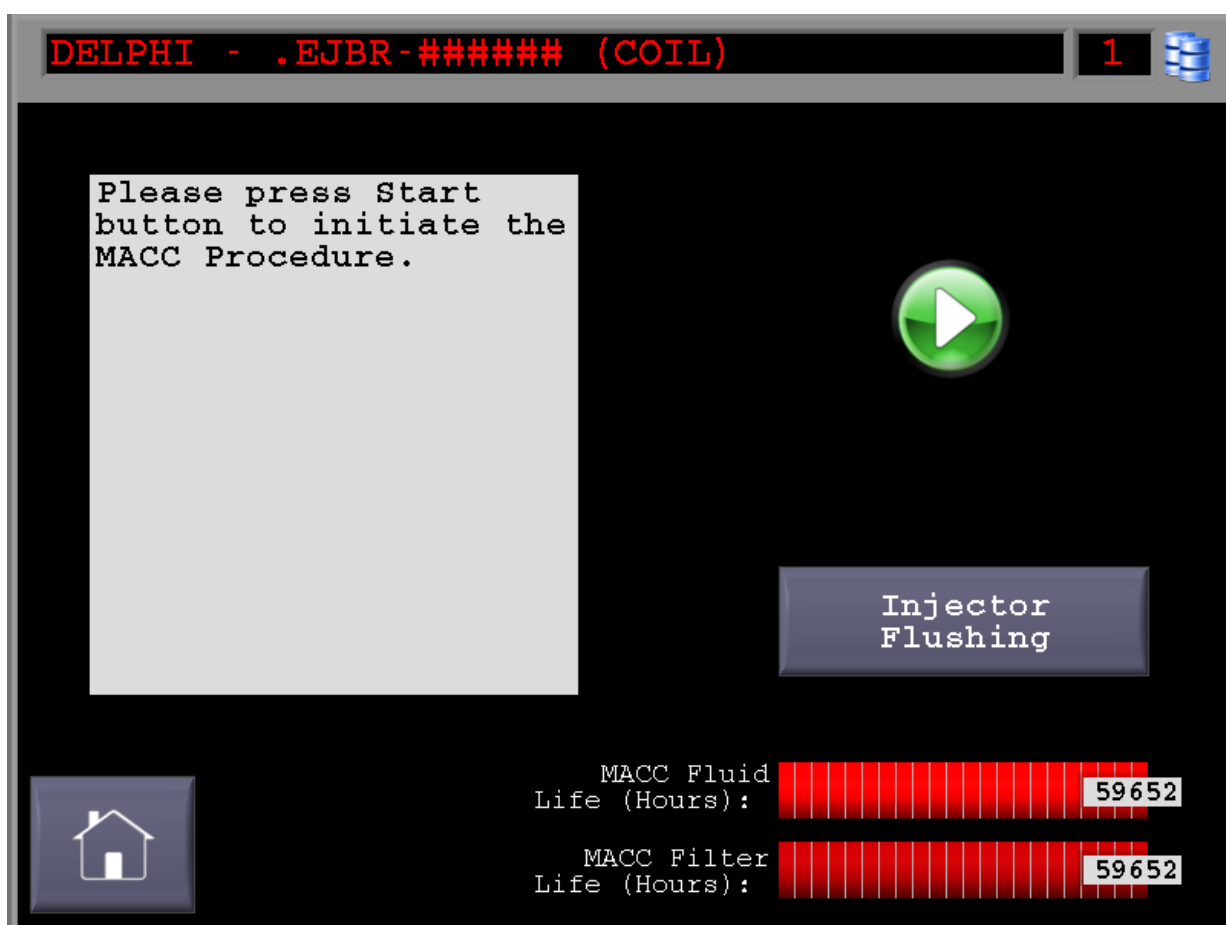 DELPHI - .EJBR-###### (COIL)
1
Please press Start
button to initiate the
MACC Procedure.
Injector
Flushing
MACC Fluid
Life (Hours):
59652
MACC Filter
Life (Hours):
59652